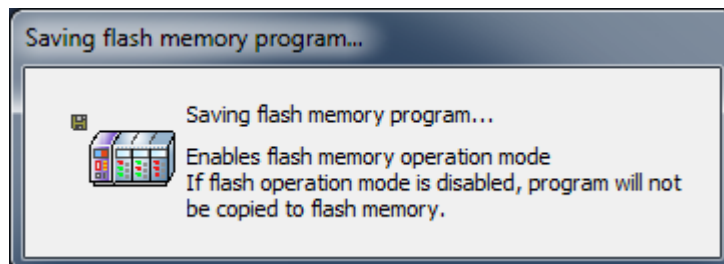 Saving flash memory program...
Saving flash memory program...
Enables flash memory operation mode
If flash operation mode is disabled, program will not
be copied to flash memory.